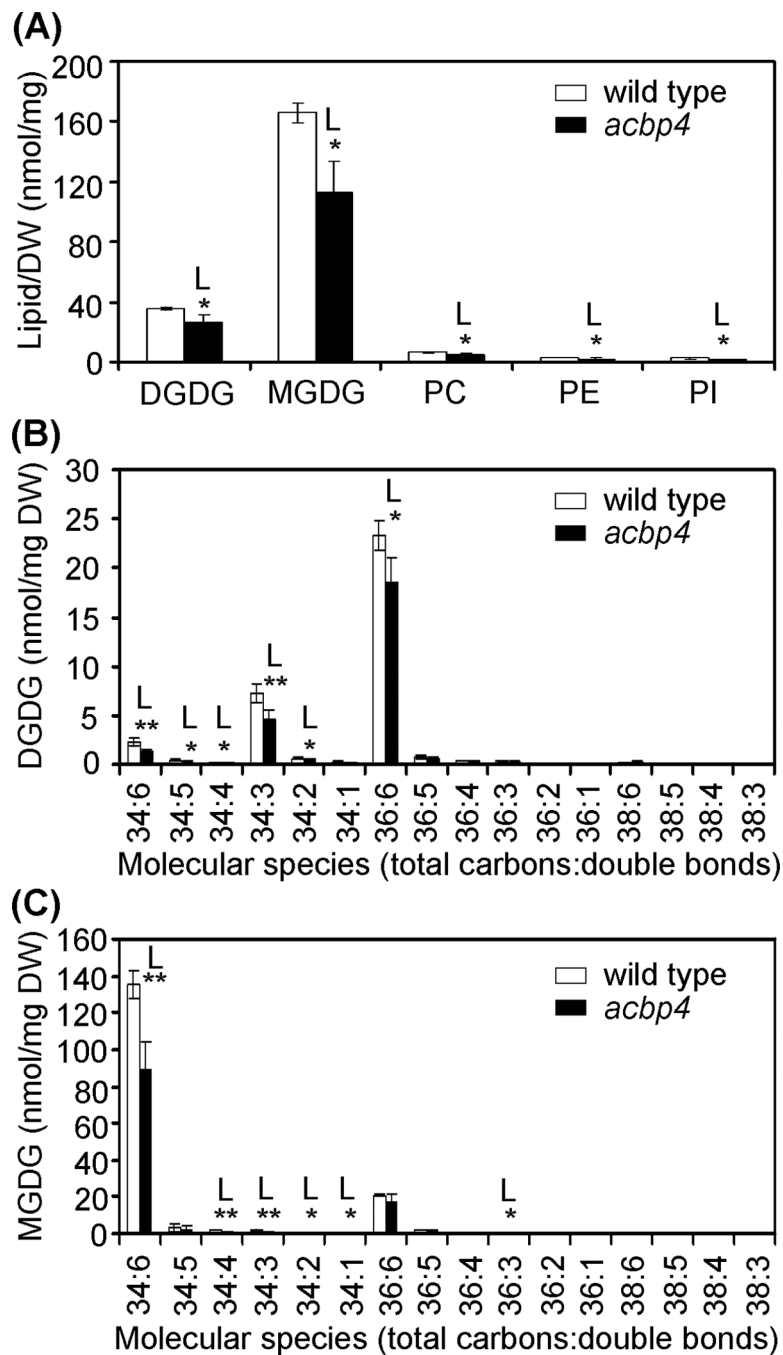 (A)
Lipid/DW (nmol/mg)
200
160
120
80
40
0
wild type
acbp4
L
*
L
*
L
*
L
*
L
*
DGDG MGDG PC PE PI
(B)
DGDG (nmol/mg DW)
30
25
20
15
10
5
0
wild type
acbp4
L
**
L
*
L
*
L
**
L
*
L
*
34:6 34:5 34:4 34:3 34:2 34:1 36:6 36:5 36:4 36:3 36:2 36:1 38:6 38:5 38:4 38:3
Molecular species (total carbons:double bonds)
(C)
MGDG (nmol/mg DW)
160
140
120
100
80
60
40
20
0
wild type
acbp4
L
**
L
**
L
**
L
*
L
*
L
*
34:6 34:5 34:4 34:3 34:2 34:1 36:6 36:5 36:4 36:3 36:2 36:1 38:6 38:5 38:4 38:3
Molecular species (total carbons:double bonds)